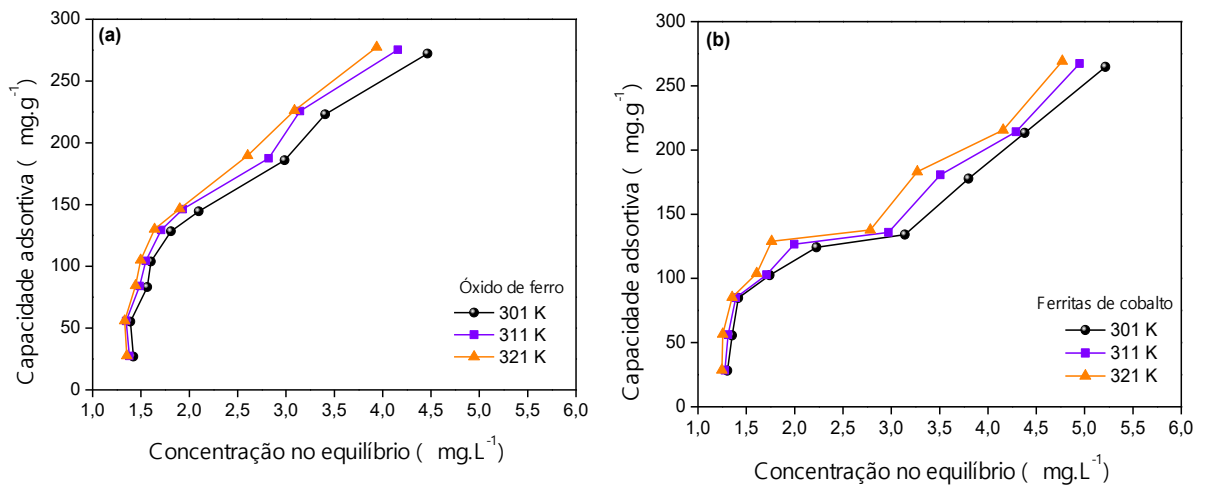 (a)
Capacidade adsortiva ( mg.g-1)
300
250
200
150
100
50
0
Óxido de ferro
301 K
311 K
321 K
1,0 1,5 2,0 2,5 3,0 3,5 4,0 4,5 5,0 5,5 6,0
Concentração no equilíbrio ( mg.L-1)
(b)
Capacidade adsortiva ( mg.g-1)
300
250
200
150
100
50
0
Ferritas de cobalto
301 K
311 K
321 K
1,0 1,5 2,0 2,5 3,0 3,5 4,0 4,5 5,0 5,5 6,0
Concentração no equilíbrio ( mg.L-1)